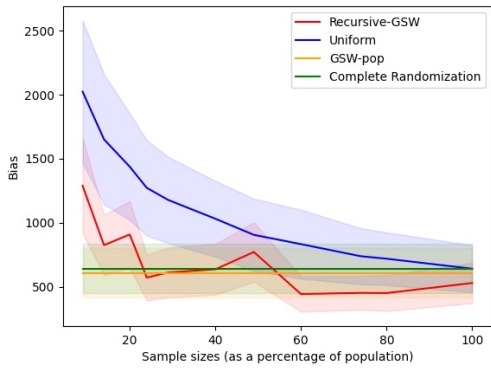 Recursive-GSW
Uniform
GSW-pop
Complete Randomization
Bias
2500
2000
1500
1000
500
20
40
60
80
100
Sample sizes (as a percentage of population)